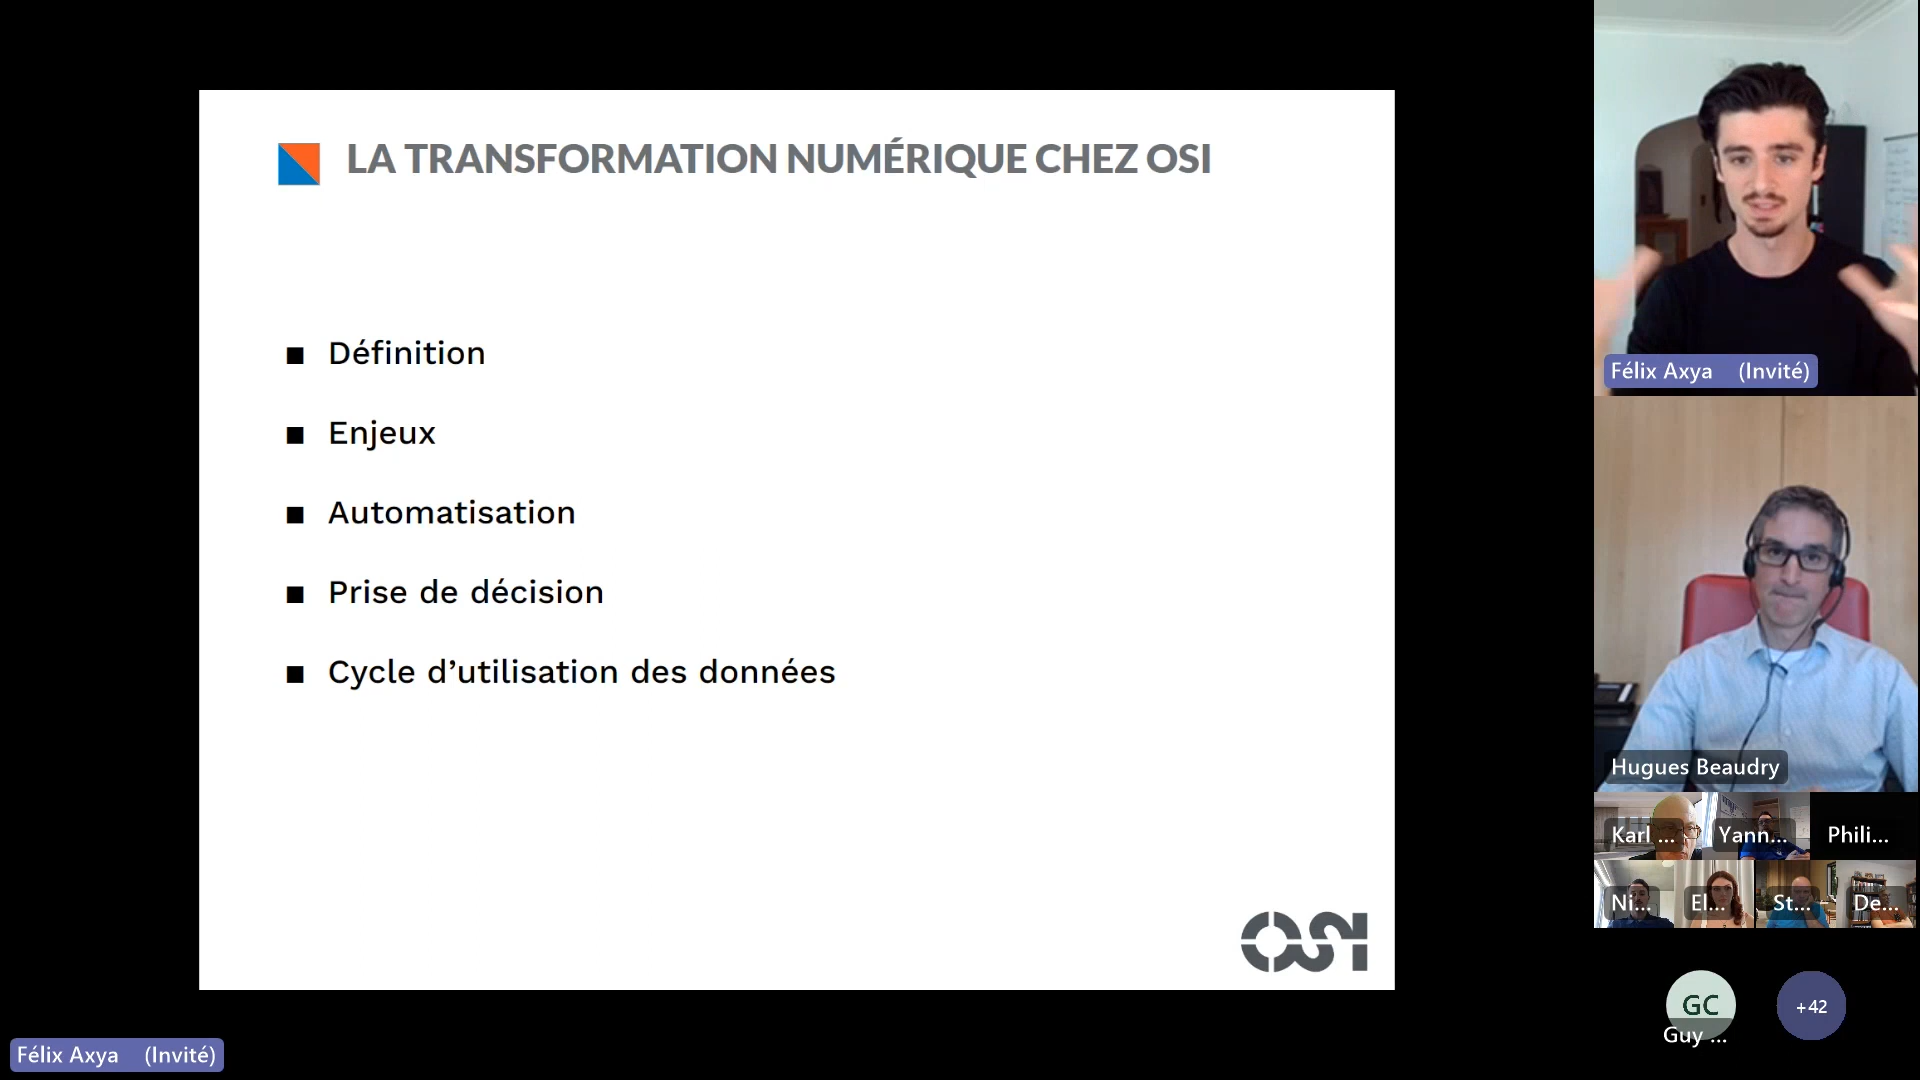 LA TRANSFORMATION NUMÉRIQUE CHEZ OSI
■ Définition
■ Enjeux
■ Automatisation
■ Prise de décision
■ Cycle d’utilisation des données
OSI
Félix Axya (Invité)
Félix Axya (Invité)
Hugues Beaudry
Karl ...
Yann...
Phili...
Ni...
El...
St...
De...
GC
Guy ...
+42